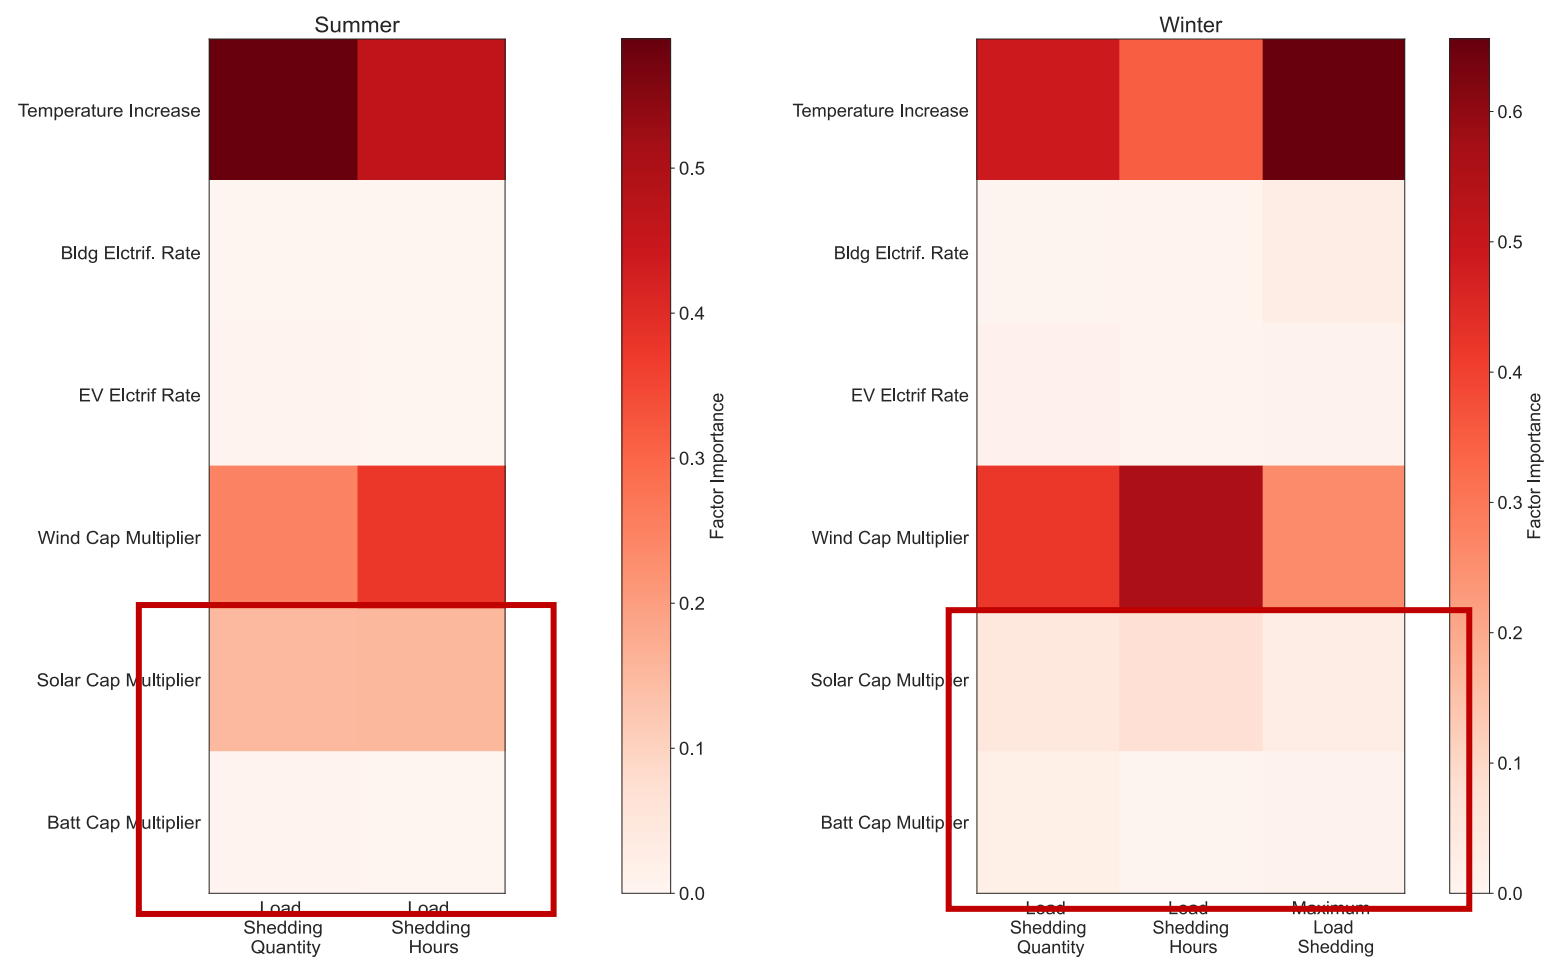 Summer
Temperature Increase
Bldg Elctrif. Rate
EV Elctrif Rate
Wind Cap Multiplier
Solar Cap Multiplier
Batt Cap Multiplier
Load
Shedding
Quantity
Load
Shedding
Hours
0.5
0.4
0.3
0.2
0.1
0.0
Factor Importance
Winter
Temperature Increase
Bldg Elctrif. Rate
EV Elctrif Rate
Wind Cap Multiplier
Solar Cap Multiplier
Batt Cap Multiplier
Load
Shedding
Quantity
Load
Shedding
Hours
Maximum
Load
Shedding
0.6
0.5
0.4
0.3
0.2
0.1
0.0
Factor Importance